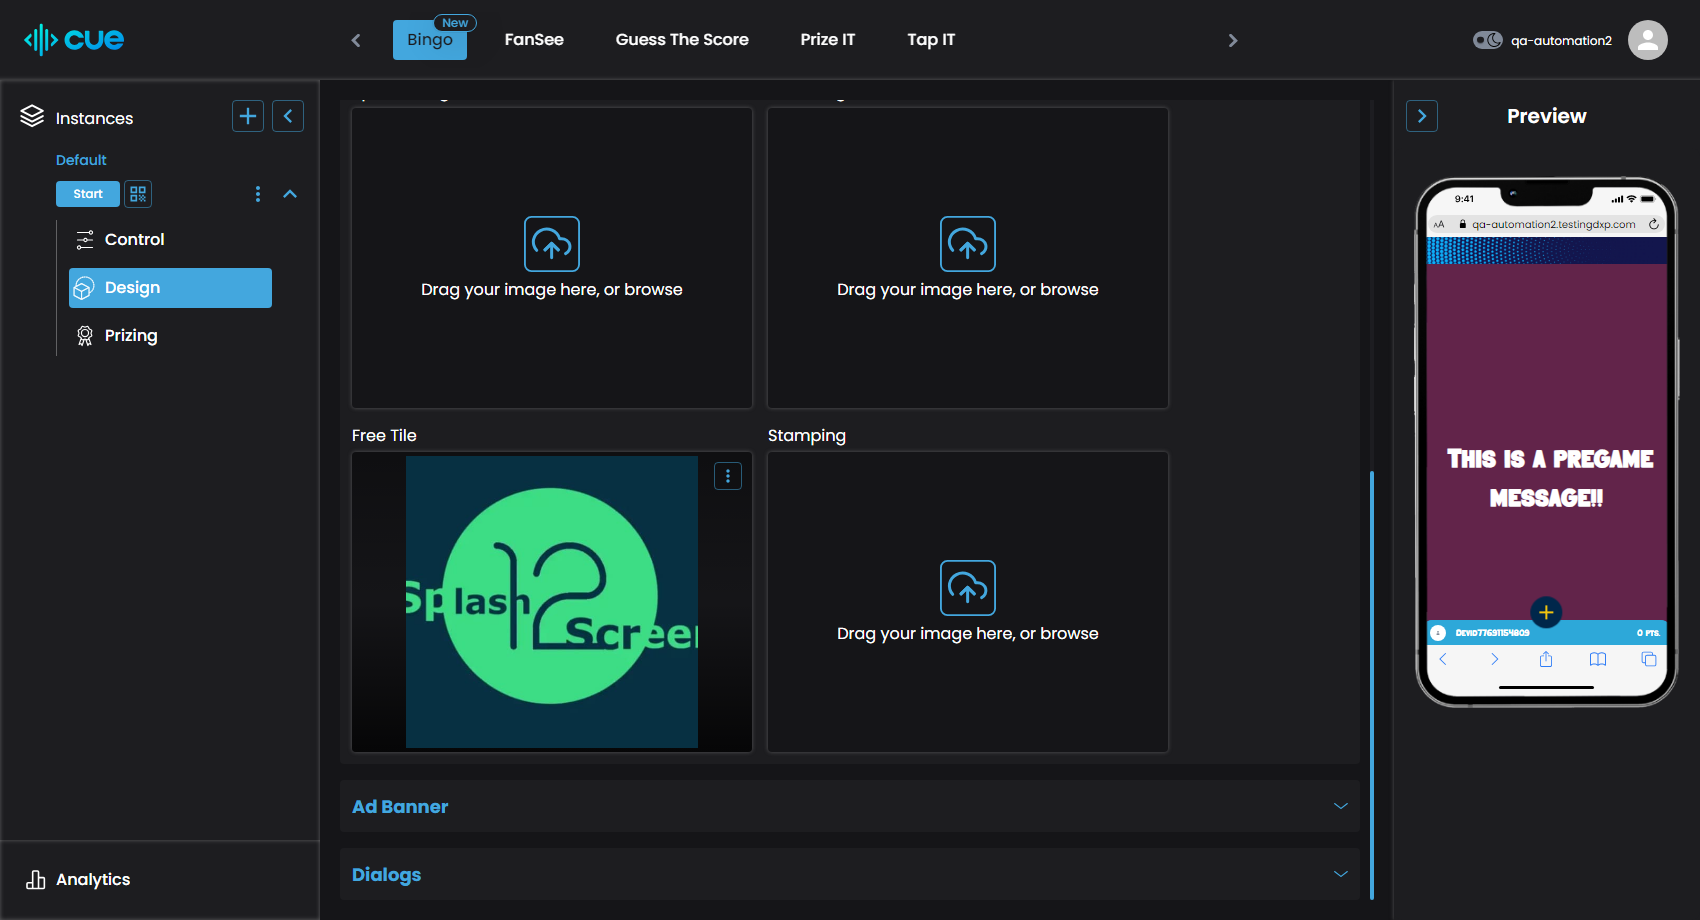 cue
New
Bingo
FanSee
Guess The Score
Prize IT
Tap IT
qa-automation2
Instances
Default
Start
Control
Design
Prizing
Analytics
Drag your image here, or browse
Drag your image here, or browse
Free Tile
Stamping
Splash
12
Screen
Drag your image here, or browse
Ad Banner
Dialogs
Preview
9:41
AA
qa-automation2.testingdxp.com
THIS IS A PREGAME
MESSAGE!!
DEVID77691154809
0 PTS.